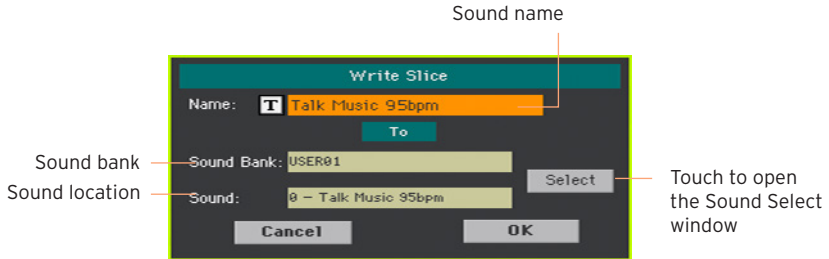 Sound name
Write Slice
Name: T Talk Music 95bpm
To
Sound bank
Sound Bank: USER01
Select
Sound location
Sound: 0 - Talk Music 95bpm
Touch to open
the Sound Select
window
Cancel OK